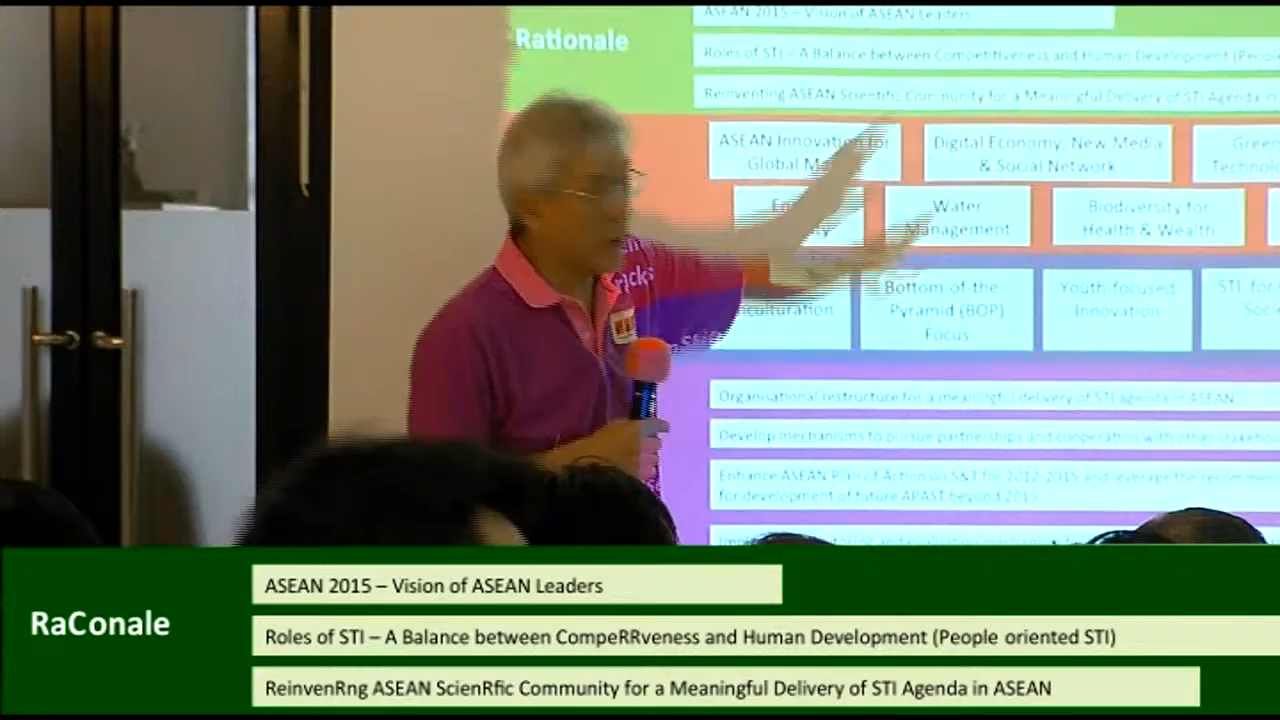 ASEAN 2015 – Vision of ASEAN Leaders
Rationale
Roles of STI – A Balance between Competitiveness and Human Development (People
Reinventing ASEAN Scientific Community for a Meaningful Delivery of STI Agenda in
ASEAN Innovation for
Global
Digital Economy, New Media
& Social Network
Green
Water
Management
Biodiversity for
Health & Wealth
Bottom-of-the-
Pyramid (BOP)
Focus
Youth-focused
Innovation
STI for
Organisational restructure for a meaningful delivery of STI agenda in ASEAN
Develop mechanisms to pursue partnerships and cooperation with other
Enhance ASEAN Plan of Action on S&T for 2012-2015 and leverage the
for development of future APAST beyond 2015
RaConale
ASEAN 2015 – Vision of ASEAN Leaders
Roles of STI – A Balance between CompeRRveness and Human Development (People oriented STI)
ReinvenRng ASEAN ScienRfic Community for a Meaningful Delivery of STI Agenda in ASEAN